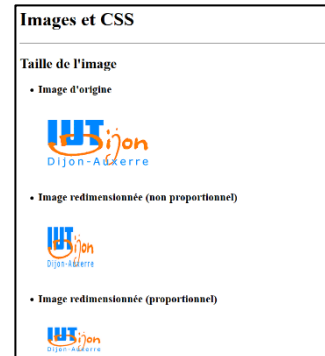 Images et CSS
Taille de l'image
• Image d'origine
IUT Dijon
Dijon-Auxerre
• Image redimensionnée (non proportionnel)
IUT Dijon
Dijon-Auxerre
• Image redimensionnée (proportionnel)
IUT Dijon
Dijon-Auxerre